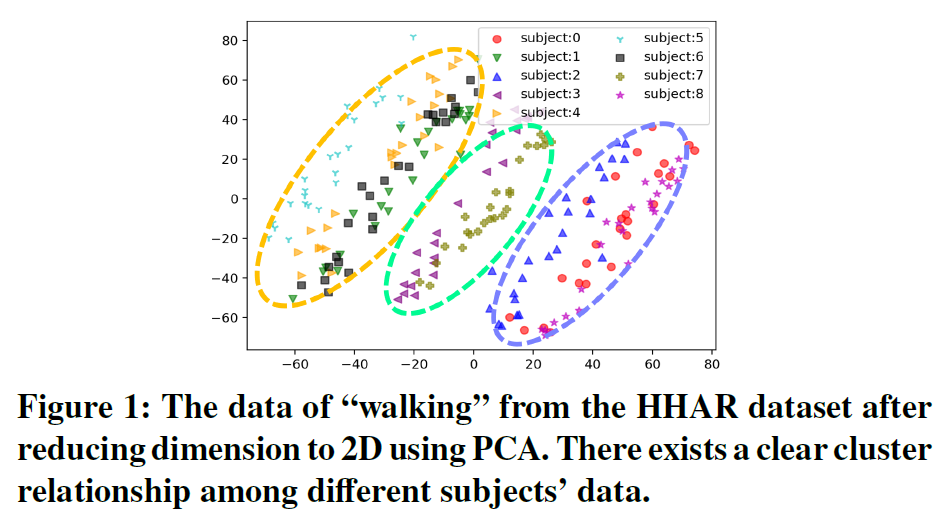 80
60
40
20
0
−20
−40
−60
−60 −40 −20 0 20 40 60 80
subject:0
subject:1
subject:2
subject:3
subject:4
subject:5
subject:6
subject:7
subject:8
Figure 1: The data of “walking” from the HHAR dataset after
reducing dimension to 2D using PCA. There exists a clear cluster
relationship among different subjects’ data.